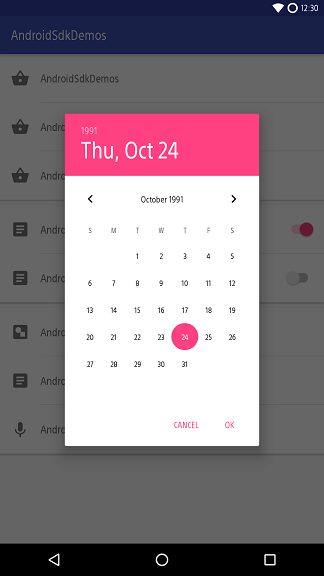 12:30
AndroidSdkDemos
AndroidSdkDemos
Andro
Andro
Andro
Andro
Andro
Andro
Andro
1991
Thu, Oct 24
October 1991
S M T W T F S
1 2 3 4 5
6 7 8 9 10 11 12
13 14 15 16 17 18 19
20 21 22 23 24 25 26
27 28 29 30 31
CANCEL OK